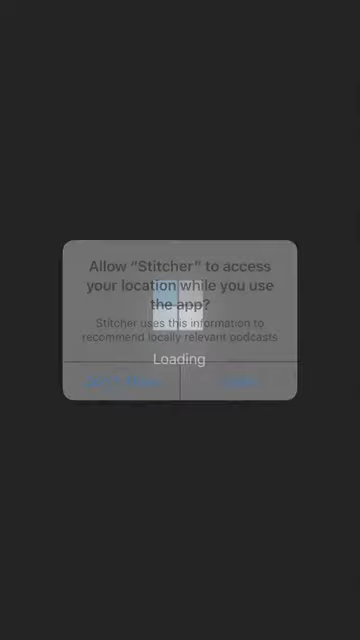 Allow “Stitcher” to access
your location while you use
the app?
Stitcher uses this information to
recommend locally relevant podcasts
Loading